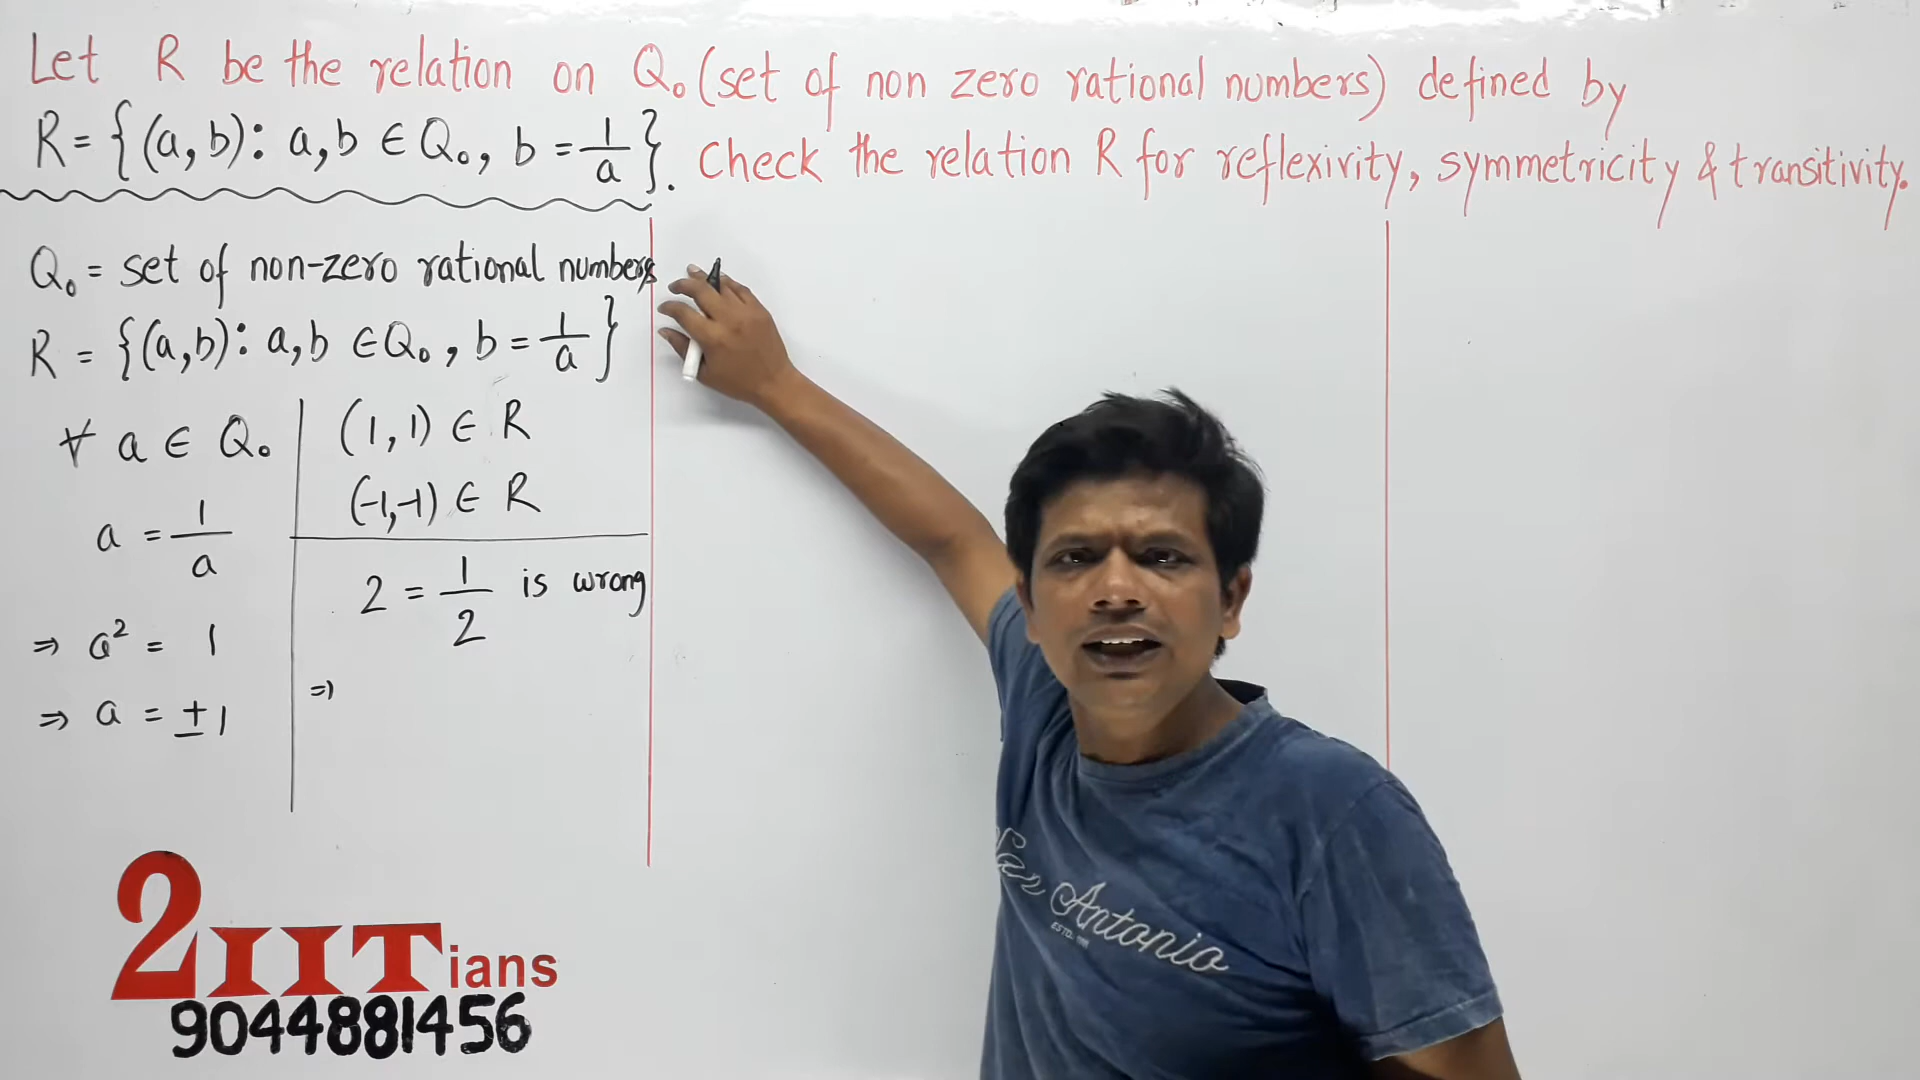 Let R be the relation on Q₀ (set of non zero rational numbers) defined by
R = {(a, b) : a, b ∈ Q₀, b = 1/a}. Check the relation R for reflexivity, symmetricity & transitivity.
Q₀ = set of non-zero rational numbers
R = {(a, b) : a, b ∈ Q₀, b = 1/a}
∀ a ∈ Q₀
a = 1/a
⇒ a² = 1
⇒ a = ±1
(1, 1) ∈ R
(-1, -1) ∈ R
2 = 1/2 is wrong
⇒
2IITians
9044881456
San Antonio